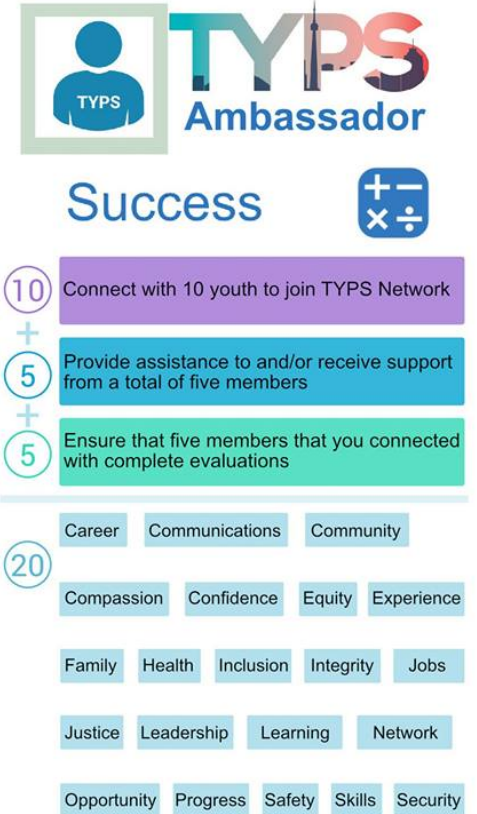 TYPS
TYPS
Ambassador
Success
+ −
× ÷
10 Connect with 10 youth to join TYPS Network
+
5 Provide assistance to and/or receive support
from a total of five members
+
5 Ensure that five members that you connected
with complete evaluations
20
Career Communications Community
Compassion Confidence Equity Experience
Family Health Inclusion Integrity Jobs
Justice Leadership Learning Network
Opportunity Progress Safety Skills Security